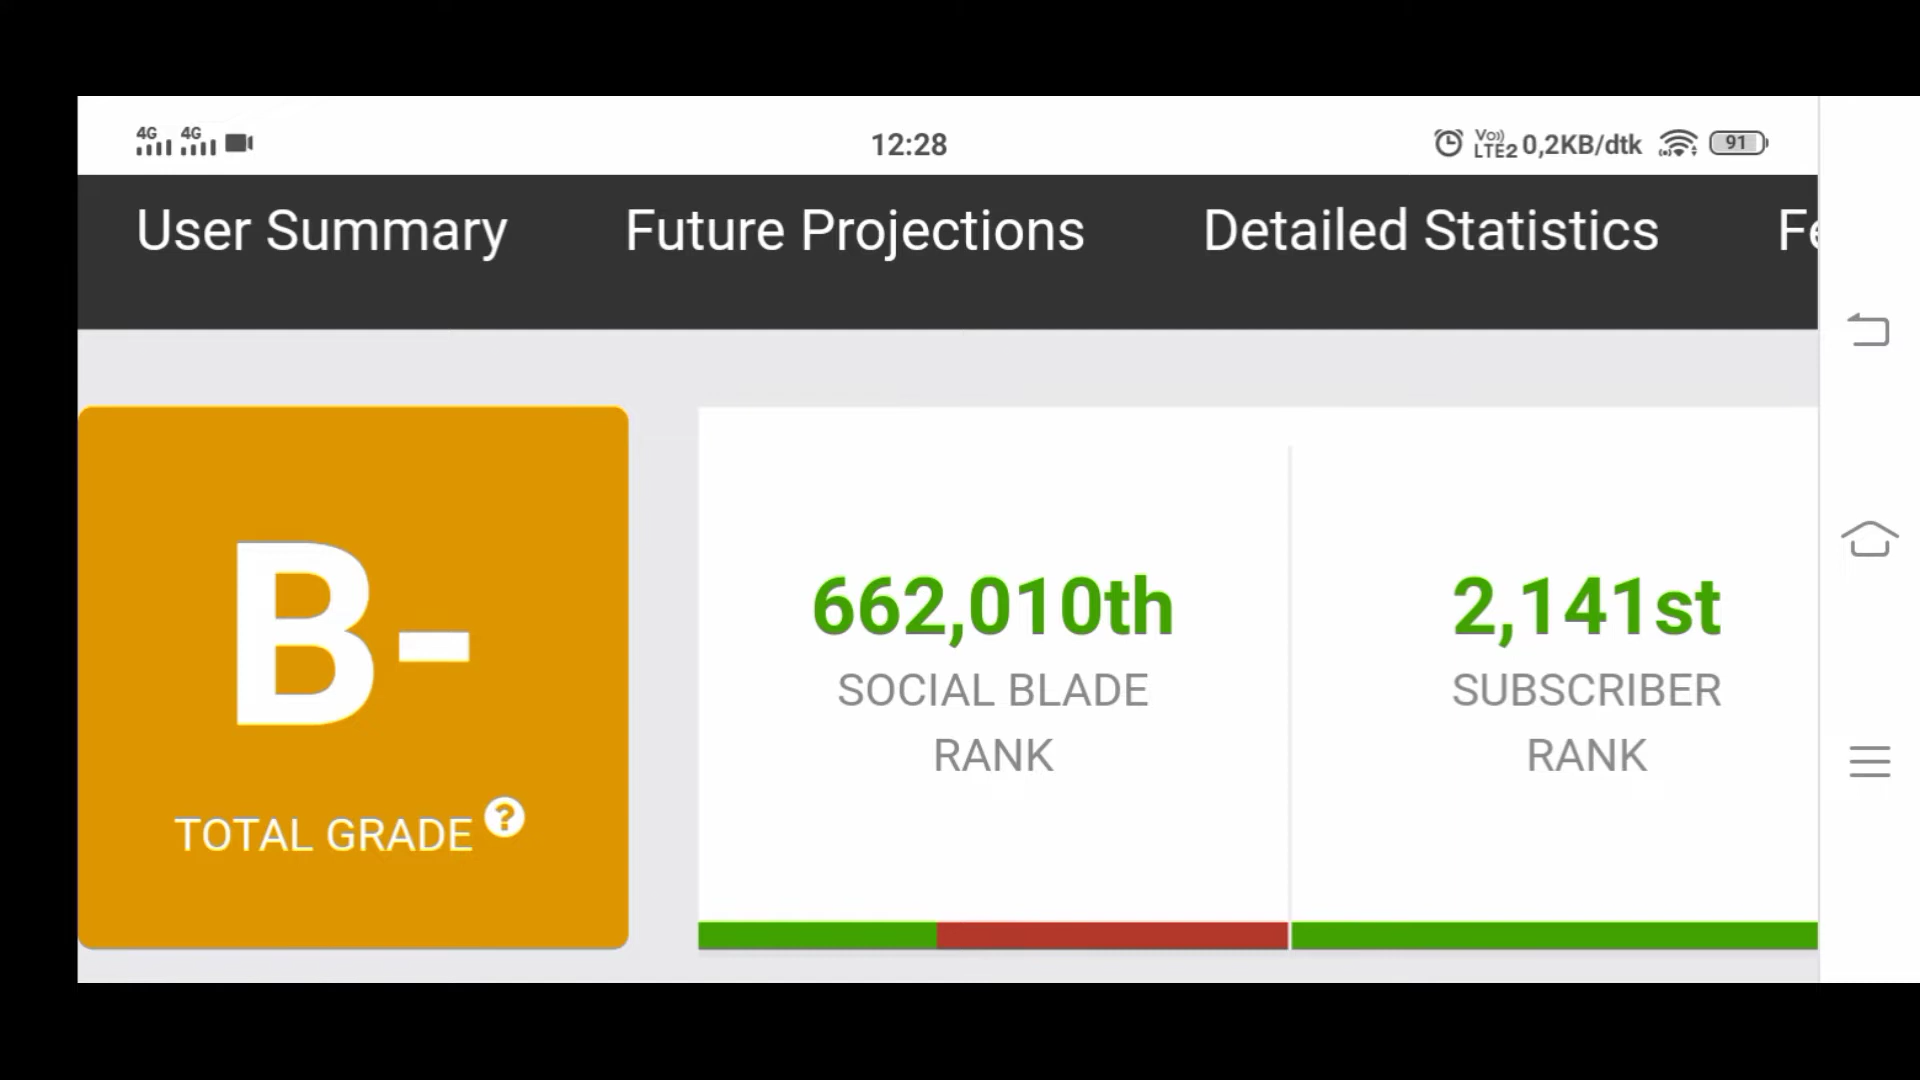 4G 4G 12:28 Vo)) LTE2 0,2KB/dtk 91
User Summary Future Projections Detailed Statistics Fe
B-
TOTAL GRADE ?
662,010th
SOCIAL BLADE
RANK
2,141st
SUBSCRIBER
RANK